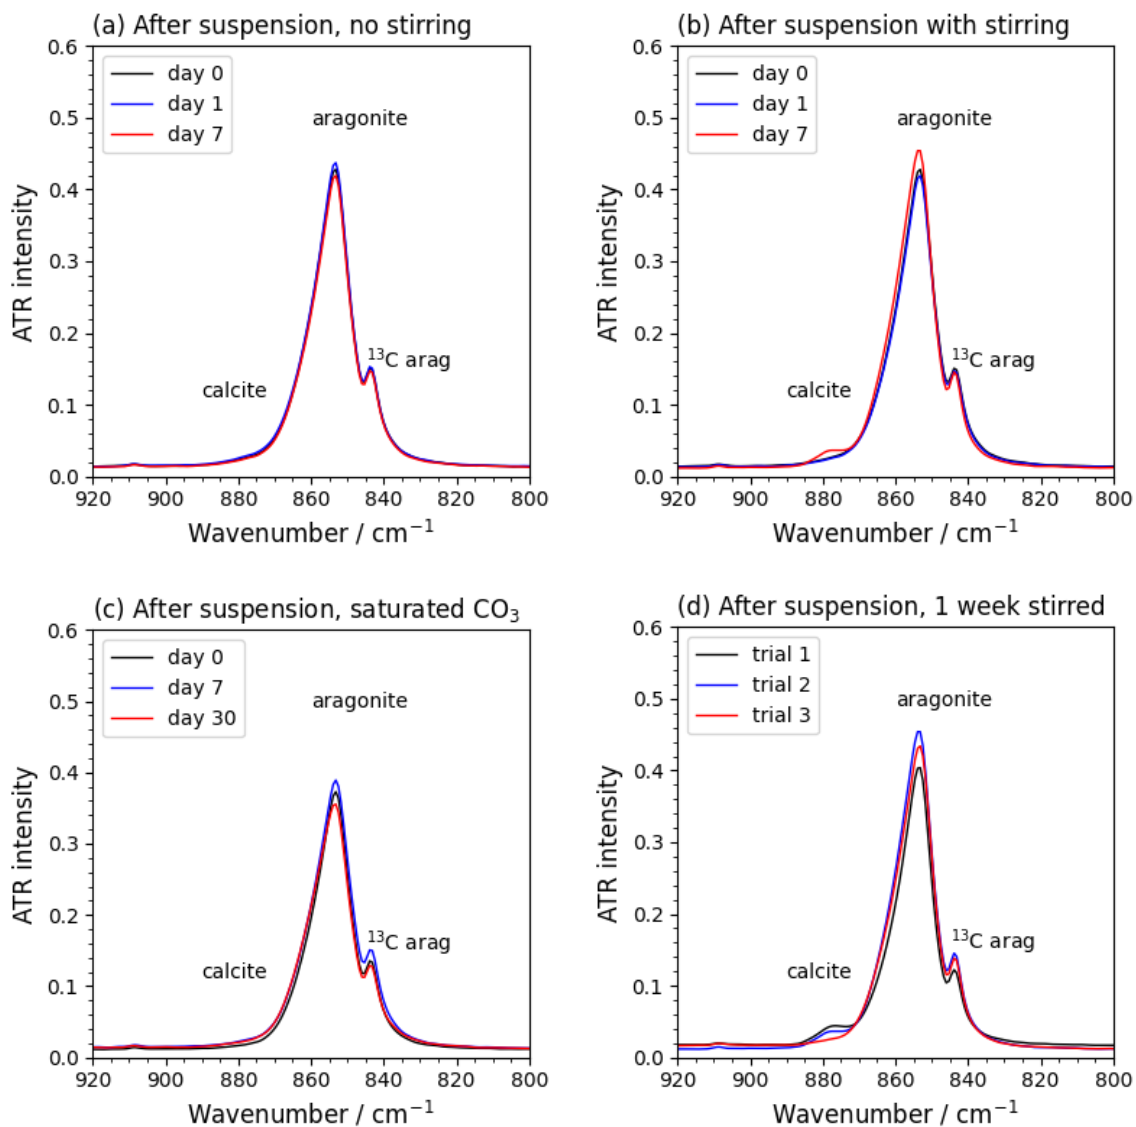 (a) After suspension, no stirring
0.6
0.5
0.4
0.3
0.2
0.1
0.0
ATR intensity
day 0
day 1
day 7
aragonite
¹³C arag
calcite
920 900 880 860 840 820 800
Wavenumber / cm⁻¹
(b) After suspension with stirring
0.6
0.5
0.4
0.3
0.2
0.1
0.0
ATR intensity
day 0
day 1
day 7
aragonite
¹³C arag
calcite
920 900 880 860 840 820 800
Wavenumber / cm⁻¹
(c) After suspension, saturated CO₃
0.6
0.5
0.4
0.3
0.2
0.1
0.0
ATR intensity
day 0
day 7
day 30
aragonite
¹³C arag
calcite
920 900 880 860 840 820 800
Wavenumber / cm⁻¹
(d) After suspension, 1 week stirred
0.6
0.5
0.4
0.3
0.2
0.1
0.0
ATR intensity
trial 1
trial 2
trial 3
aragonite
¹³C arag
calcite
920 900 880 860 840 820 800
Wavenumber / cm⁻¹